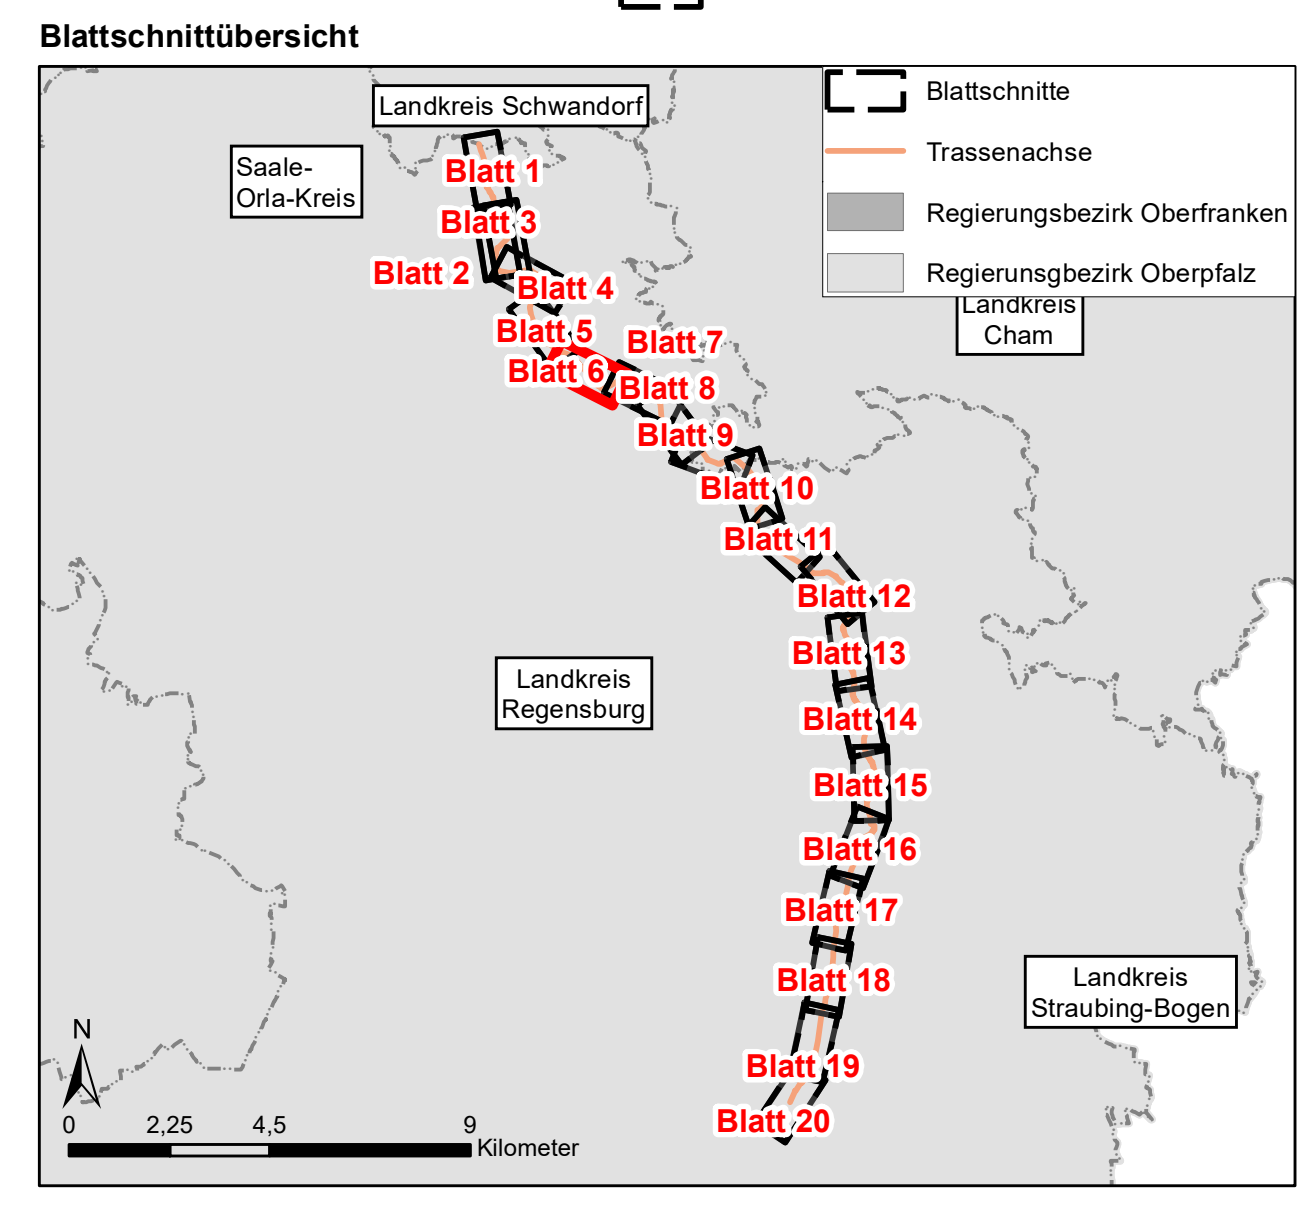 Blattschnittübersicht
Landkreis Schwandorf
Saale-
Orla-Kreis
Blattschnitte
Trassenachse
Regierungsbezirk Oberfranken
Regierunsgbezirk Oberpfalz
Landkreis
Cham
Blatt 1
Blatt 3
Blatt 2
Blatt 4
Blatt 5
Blatt 7
Blatt 6
Blatt 8
Blatt 9
Blatt 10
Blatt 11
Blatt 12
Blatt 13
Landkreis
Regensburg
Blatt 14
Blatt 15
Blatt 16
Blatt 17
Blatt 18
Landkreis
Straubing-Bogen
Blatt 19
Blatt 20
N
0 2,25 4,5 9
Kilometer